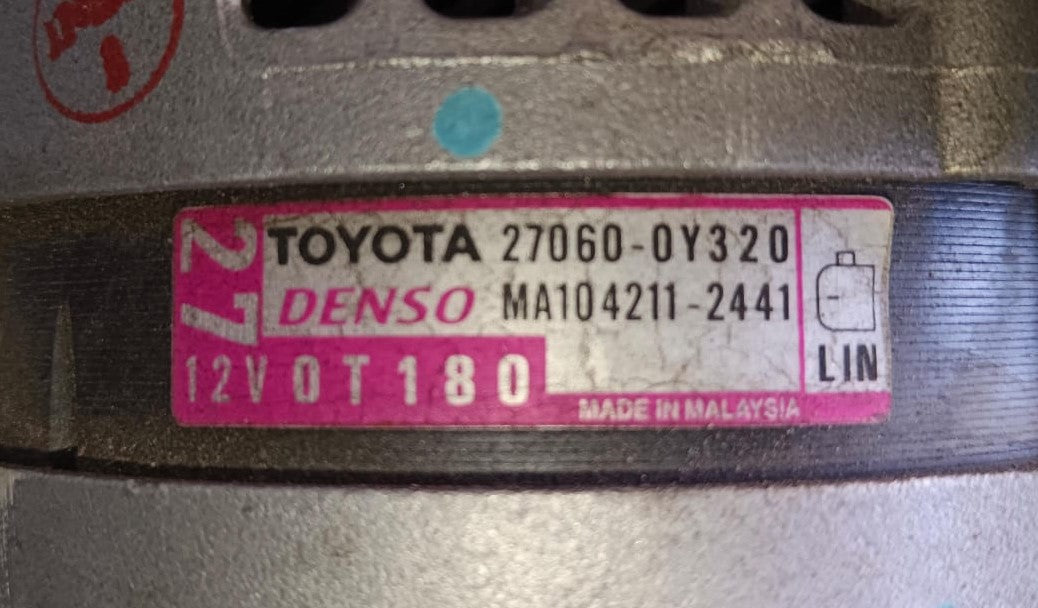 27
TOYOTA 27060-0Y320
DENSO MA104211-2441
12V 0T180
LIN
MADE IN MALAYSIA